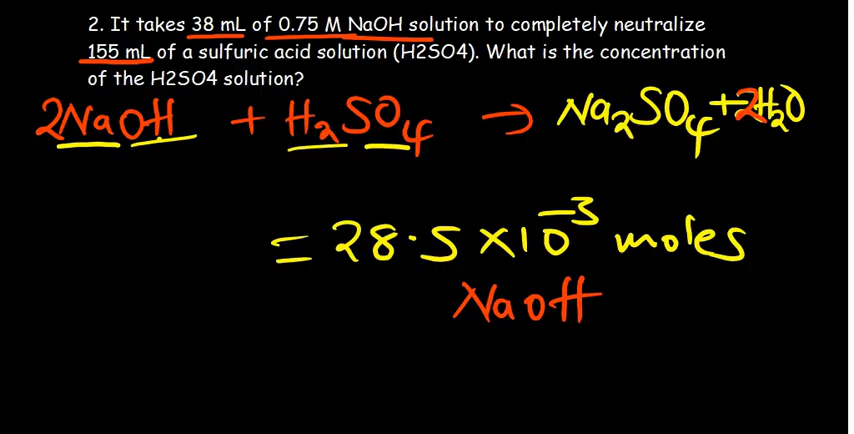 2. It takes 38 mL of 0.75 M NaOH solution to completely neutralize
155 mL of a sulfuric acid solution (H2SO4). What is the concentration
of the H2SO4 solution?
2NaOH + H₂SO₄ → Na₂SO₄ + 2H₂O
= 28.5 × 10⁻³ moles
NaOH